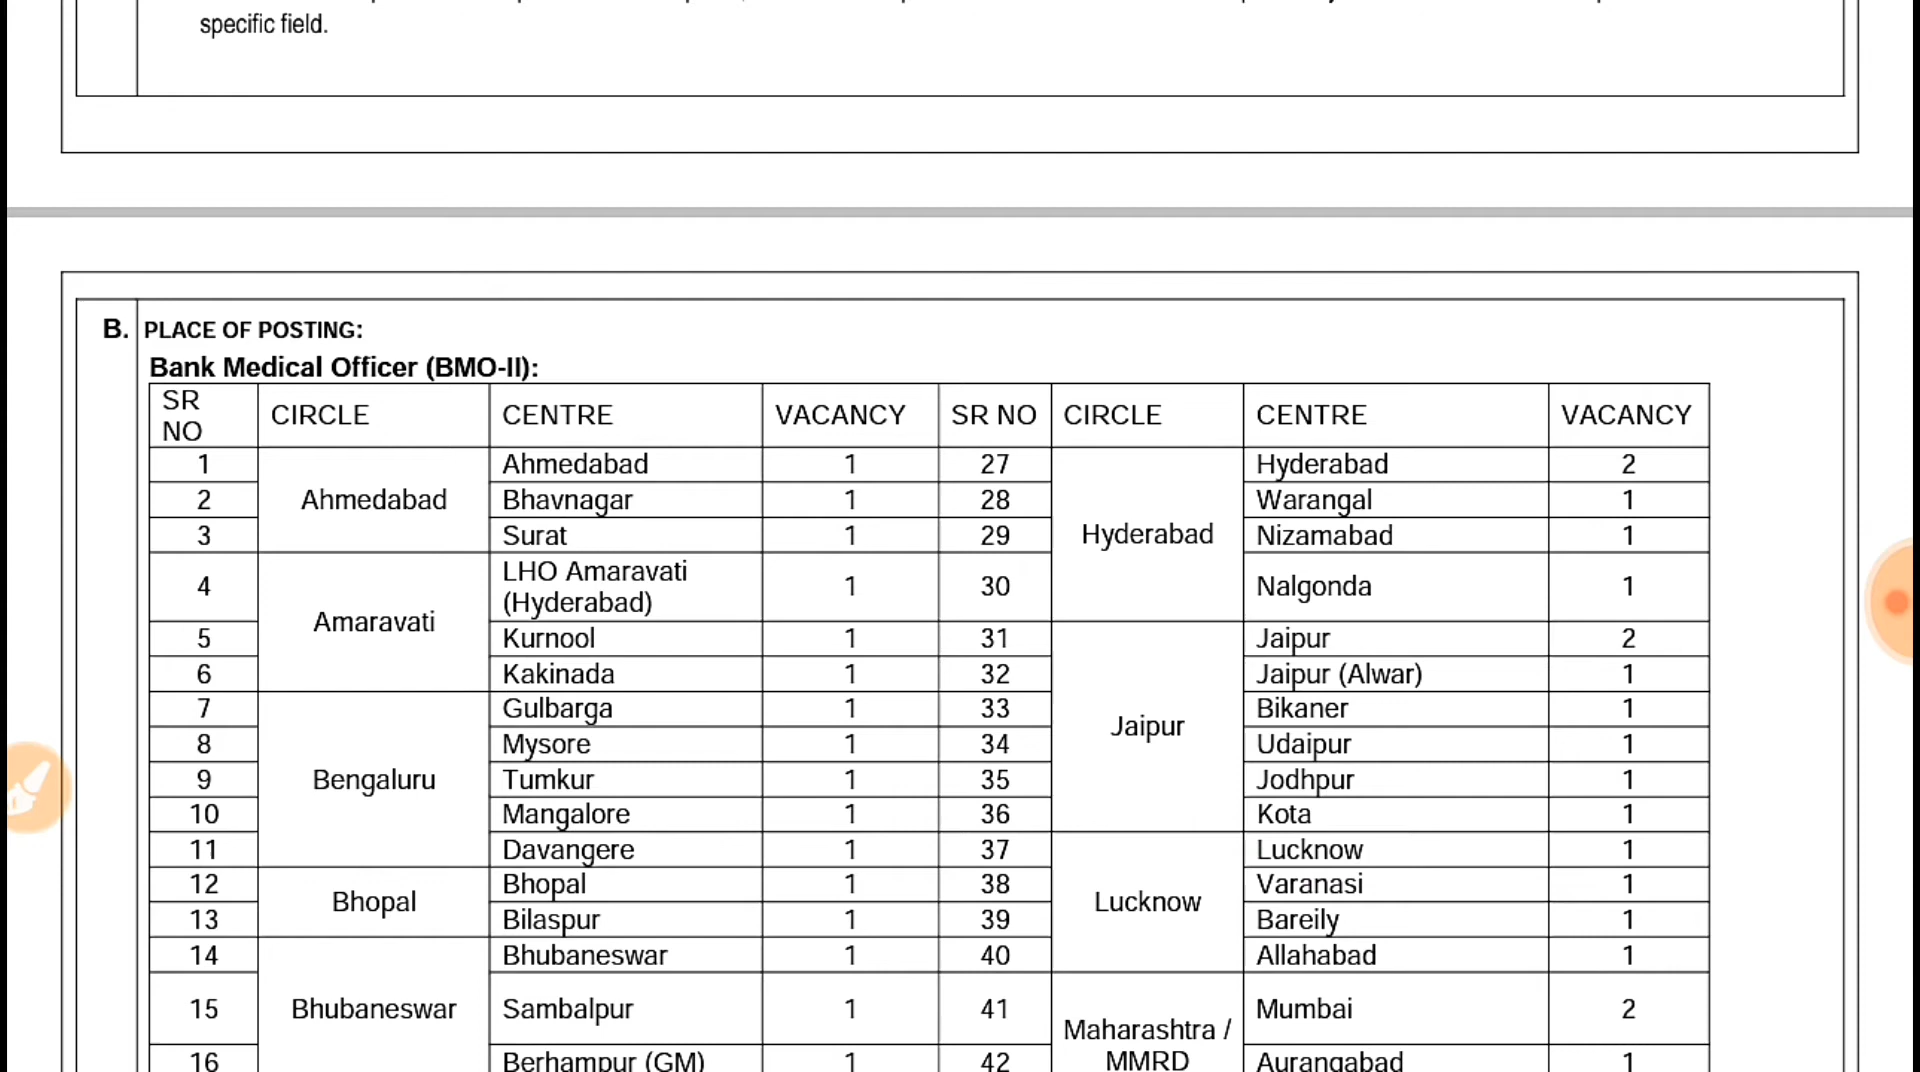 specific field.
B. PLACE OF POSTING:
Bank Medical Officer (BMO-II):
SR NO CIRCLE CENTRE VACANCY SR NO CIRCLE CENTRE VACANCY
1 Ahmedabad Ahmedabad 1 27 Hyderabad Hyderabad 2
2 Bhavnagar 1 28 Warangal 1
3 Surat 1 29 Nizamabad 1
4 Amaravati LHO Amaravati (Hyderabad) 1 30 Nalgonda 1
5 Kurnool 1 31 Jaipur Jaipur 2
6 Kakinada 1 32 Jaipur (Alwar) 1
7 Bengaluru Gulbarga 1 33 Bikaner 1
8 Mysore 1 34 Udaipur 1
9 Tumkur 1 35 Jodhpur 1
10 Mangalore 1 36 Kota 1
11 Davangere 1 37 Lucknow Lucknow 1
12 Bhopal Bhopal 1 38 Varanasi 1
13 Bilaspur 1 39 Bareily 1
14 Bhubaneswar Bhubaneswar 1 40 Allahabad 1
15 Sambalpur 1 41 Maharashtra / MMRD Mumbai 2
16 Berhampur (GM) 1 42 Aurangabad 1